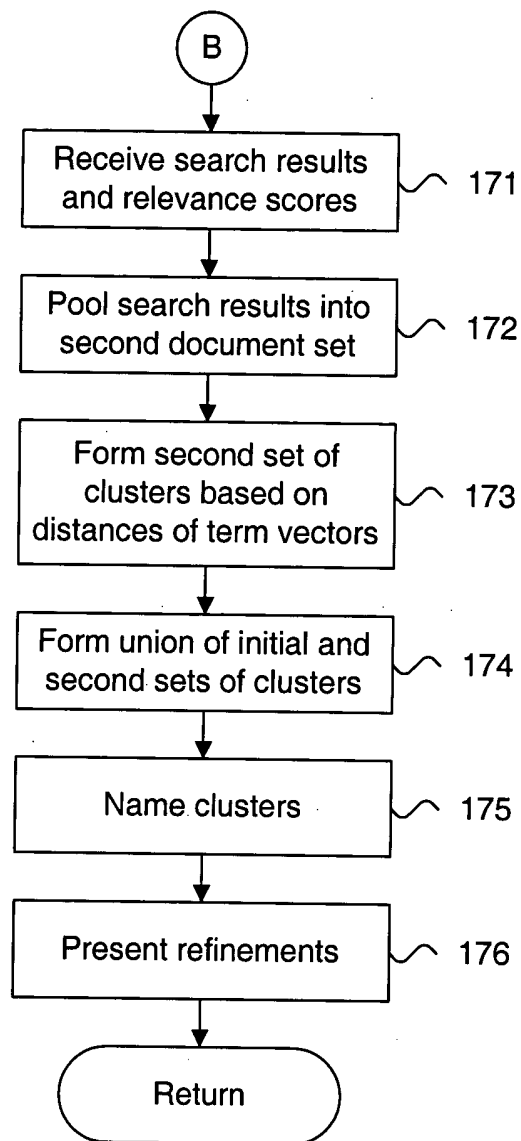 B
Receive search results
and relevance scores
171
Pool search results into
second document set
172
Form second set of
clusters based on
distances of term vectors
173
Form union of initial and
second sets of clusters
174
Name clusters
175
Present refinements
176
Return